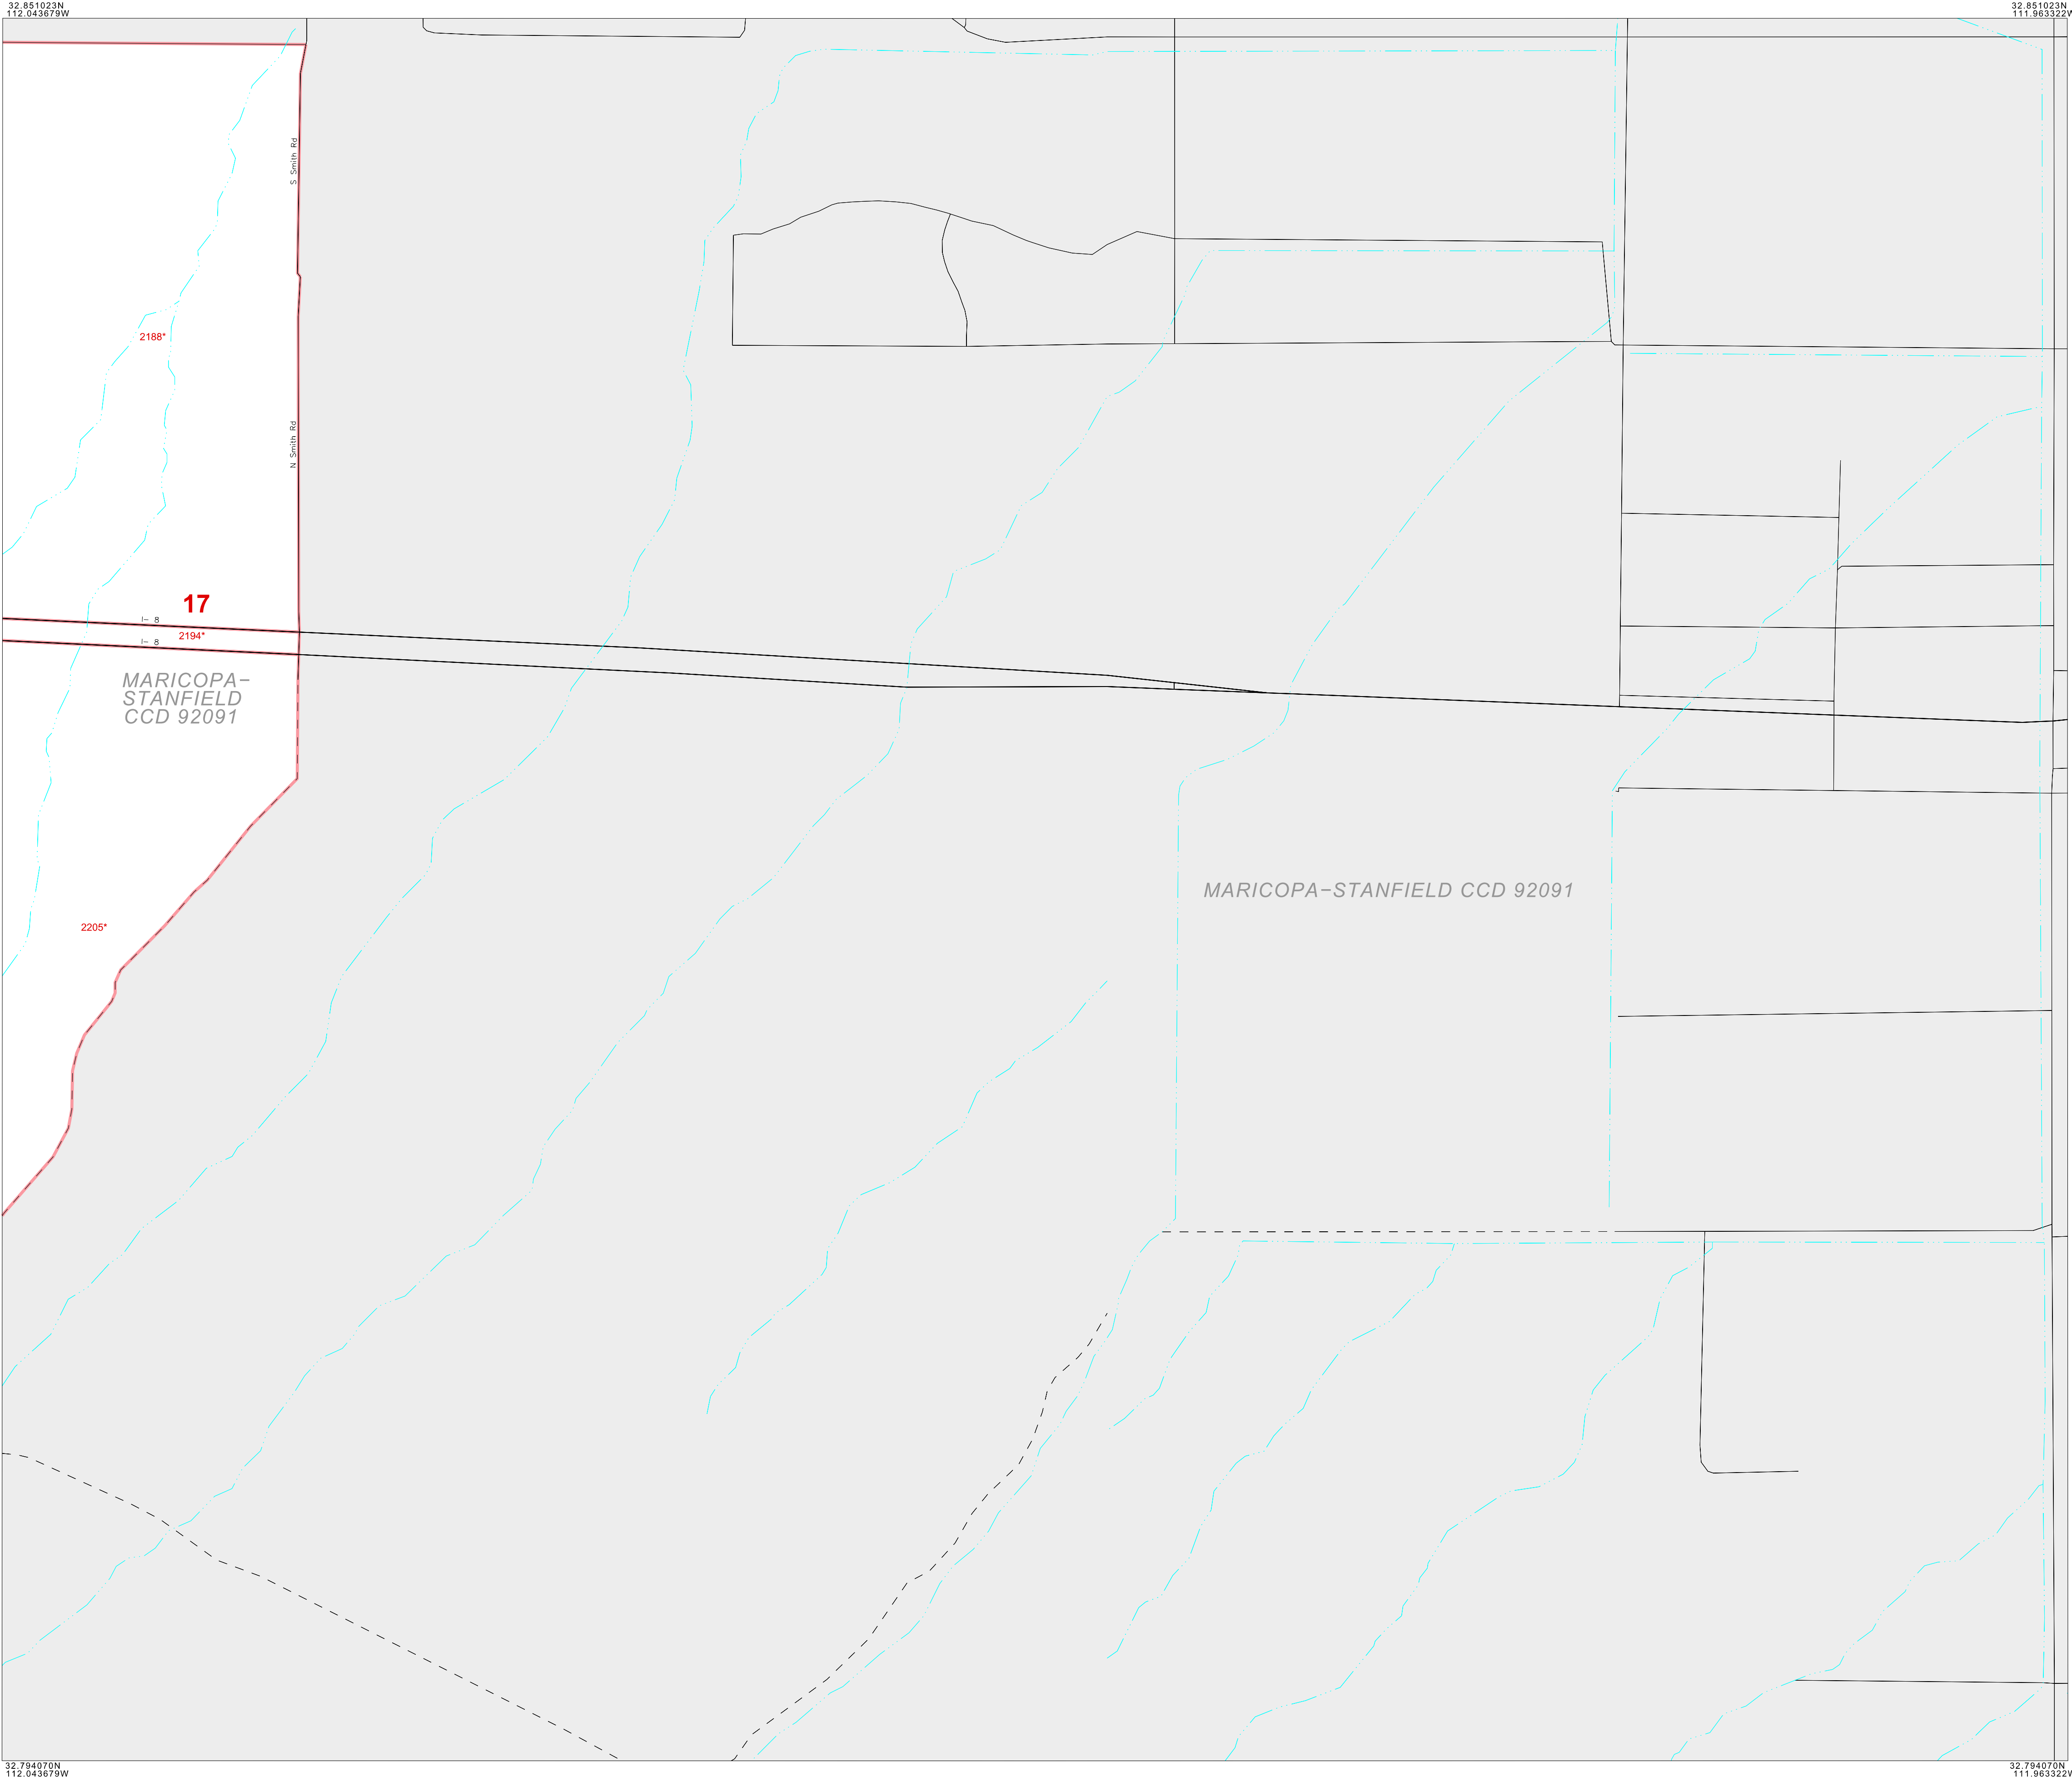 32.851023N
112.043679W
32.851023N
111.963322W
S Smith Rd
2188*
N Smith Rd
17
I- 8
2194*
I- 8
MARICOPA-
STANFIELD
CCD 92091
MARICOPA-STANFIELD CCD 92091
2205*
32.794070N
112.043679W
32.794070N
111.963322W